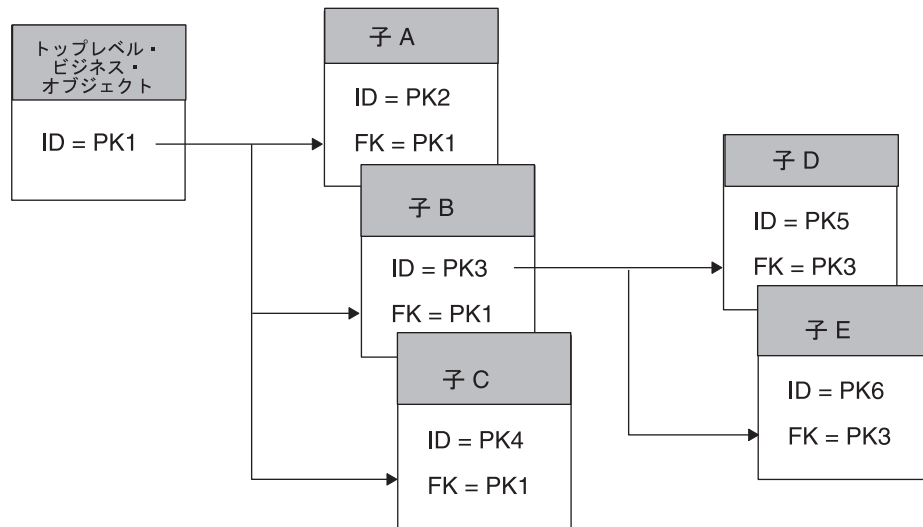 トップレベル・
ビジネス・
オブジェクト
ID = PK1
子 A
ID = PK2
FK = PK1
子 B
ID = PK3
FK = PK1
子 C
ID = PK4
FK = PK1
子 D
ID = PK5
FK = PK3
子 E
ID = PK6
FK = PK3